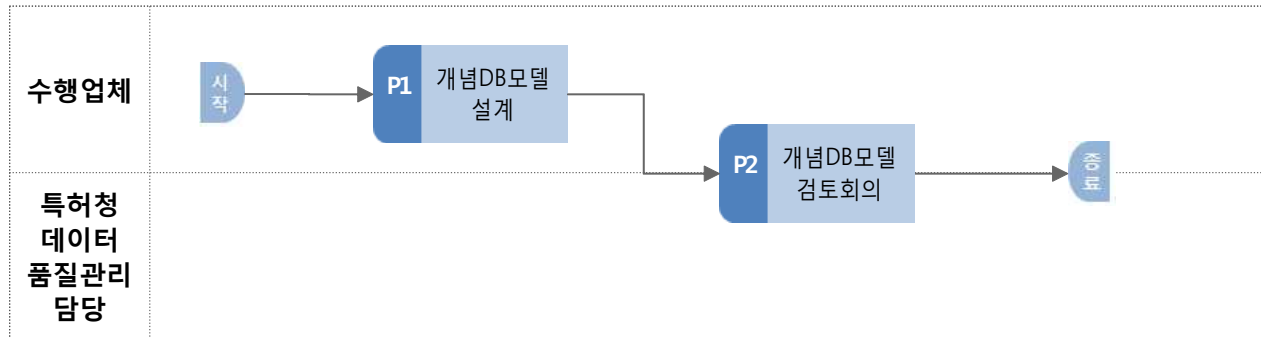 수행업체
시
작
P1
개념DB모델
설계
P2
개념DB모델
검토회의
종
료
특허청
데이터
품질관리
담당